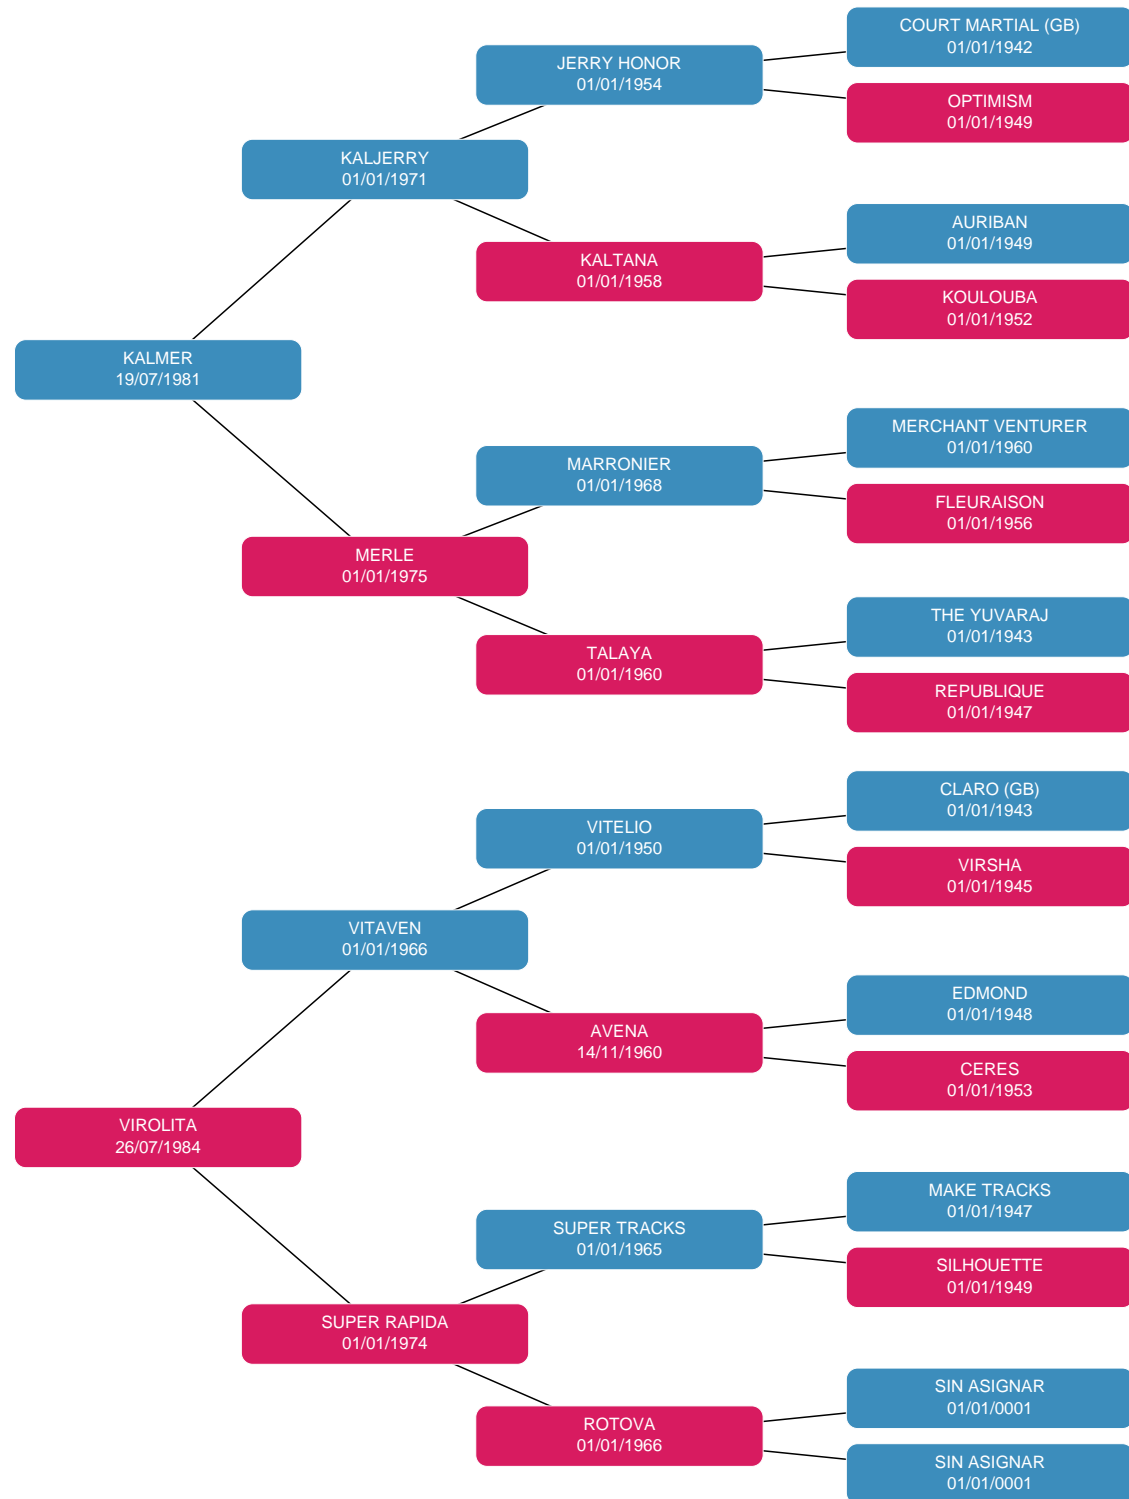 COURT MARTIAL (GB)
01/01/1942
JERRY HONOR
01/01/1954
OPTIMISM
01/01/1949
KALJERRY
01/01/1971
AURIBAN
01/01/1949
KALTANA
01/01/1958
KOULOUBA
01/01/1952
KALMER
19/07/1981
MERCHANT VENTURER
01/01/1960
MARRONIER
01/01/1968
FLEURAISON
01/01/1956
MERLE
01/01/1975
THE YUVARAJ
01/01/1943
TALAYA
01/01/1960
REPUBLIQUE
01/01/1947
CLARO (GB)
01/01/1943
VITELIO
01/01/1950
VIRSHA
01/01/1945
VITAVEN
01/01/1966
EDMOND
01/01/1948
AVENA
14/11/1960
CERES
01/01/1953
VIROLITA
26/07/1984
MAKE TRACKS
01/01/1947
SUPER TRACKS
01/01/1965
SILHOUETTE
01/01/1949
SUPER RAPIDA
01/01/1974
SIN ASIGNAR
01/01/0001
ROTOVA
01/01/1966
SIN ASIGNAR
01/01/0001